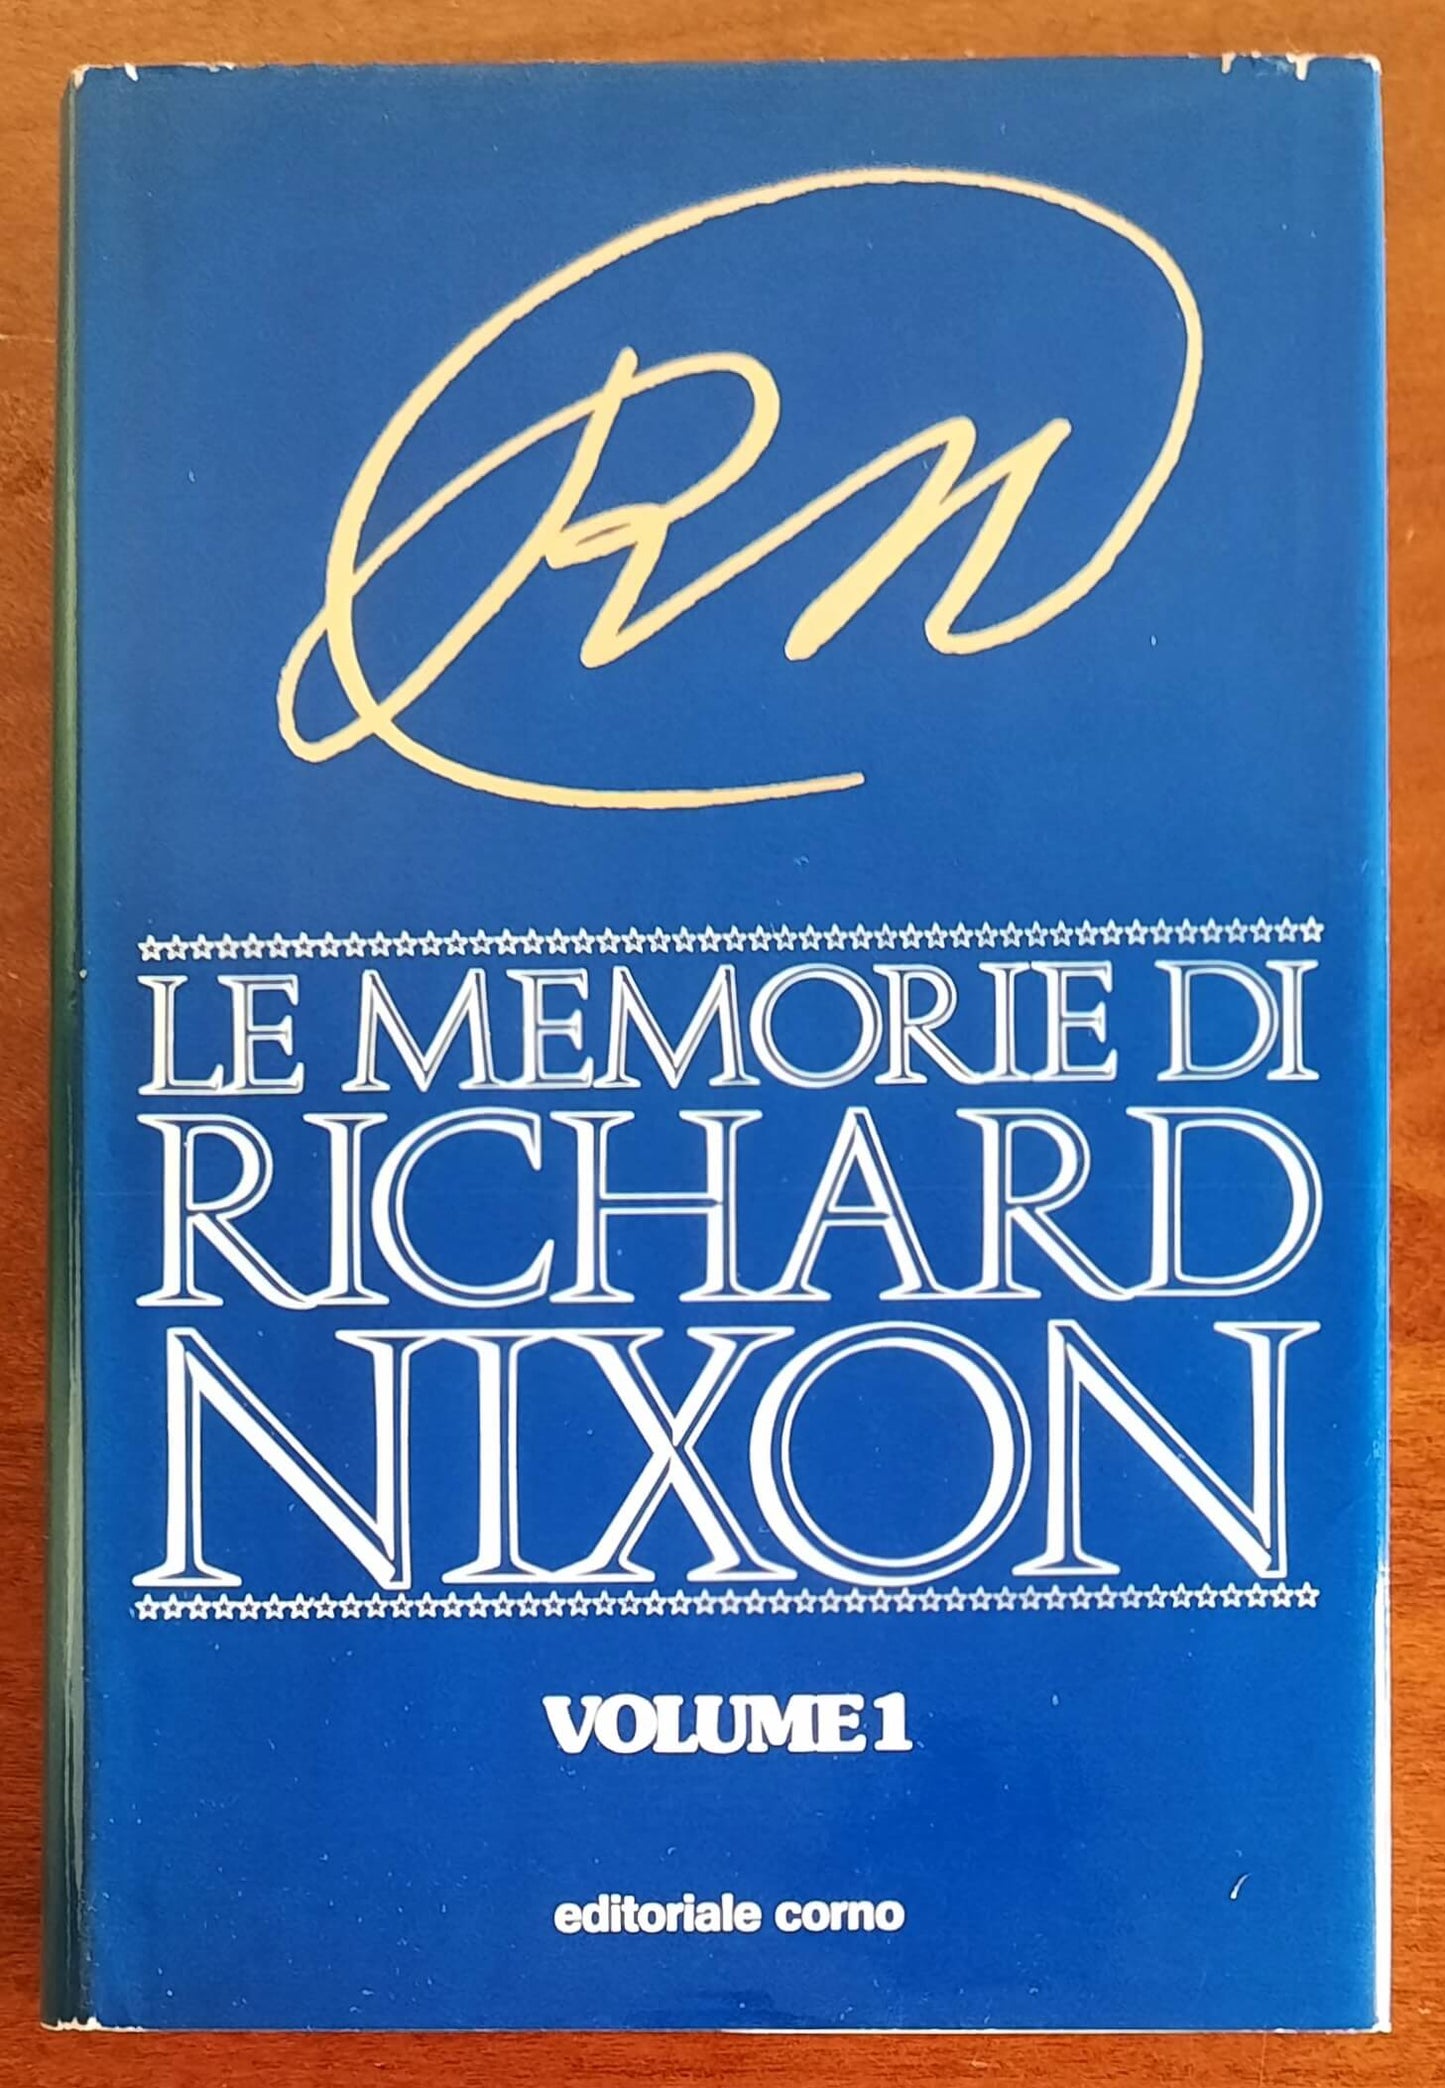 RN
LE MEMORIE DI
RICHARD
NIXON
VOLUME 1
editoriale corno